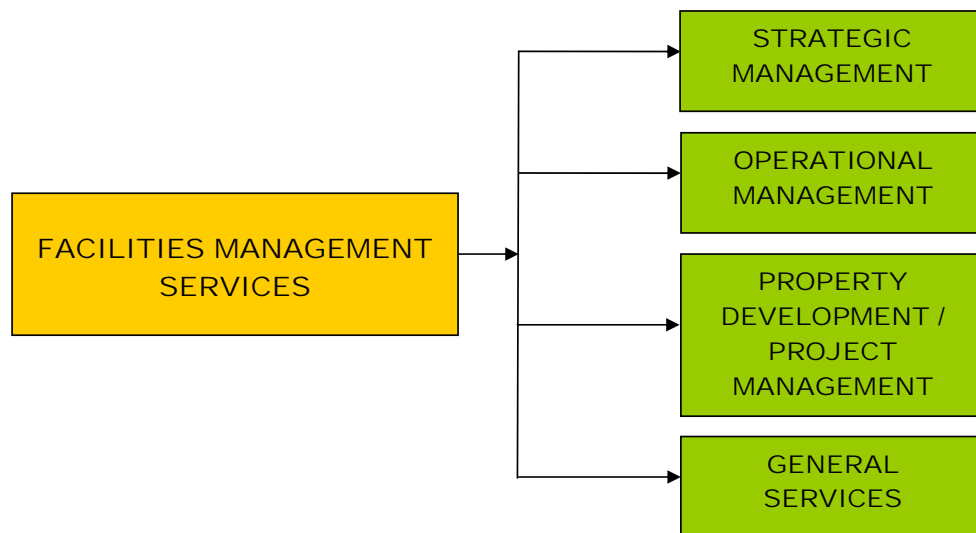 STRATEGIC
MANAGEMENT
OPERATIONAL
MANAGEMENT
FACILITIES MANAGEMENT
SERVICES
PROPERTY
DEVELOPMENT /
PROJECT
MANAGEMENT
GENERAL
SERVICES